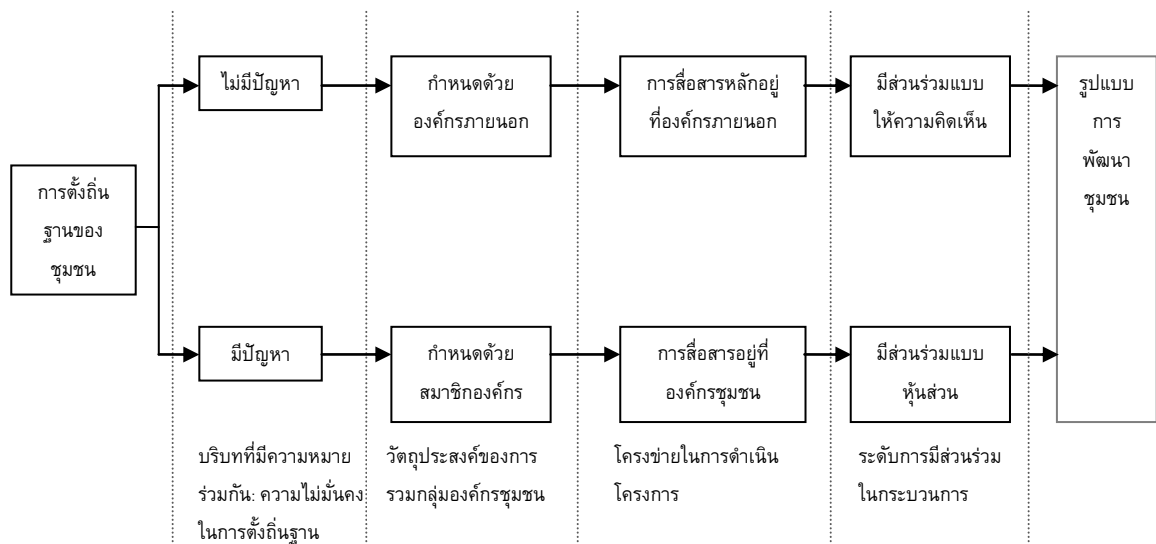 ไม่มีปัญหา
กำหนดด้วย
องค์กรภายนอก
การสื่อสารหลักอยู่
ที่องค์กรภายนอก
มีส่วนร่วมแบบ
ให้ความคิดเห็น
รูปแบบ
การ
พัฒนา
ชุมชน
การตั้งถิ่น
ฐานของ
ชุมชน
มีปัญหา
กำหนดด้วย
สมาชิกองค์กร
การสื่อสารอยู่ที่
องค์กรชุมชน
มีส่วนร่วมแบบ
หุ้นส่วน
บริบทที่มีความหมาย
ร่วมกัน: ความไม่มั่นคง
ในการตั้งถิ่นฐาน
วัตถุประสงค์ของการ
รวมกลุ่มองค์กรชุมชน
โครงข่ายในการดำเนิน
โครงการ
ระดับการมีส่วนร่วม
ในกระบวนการ